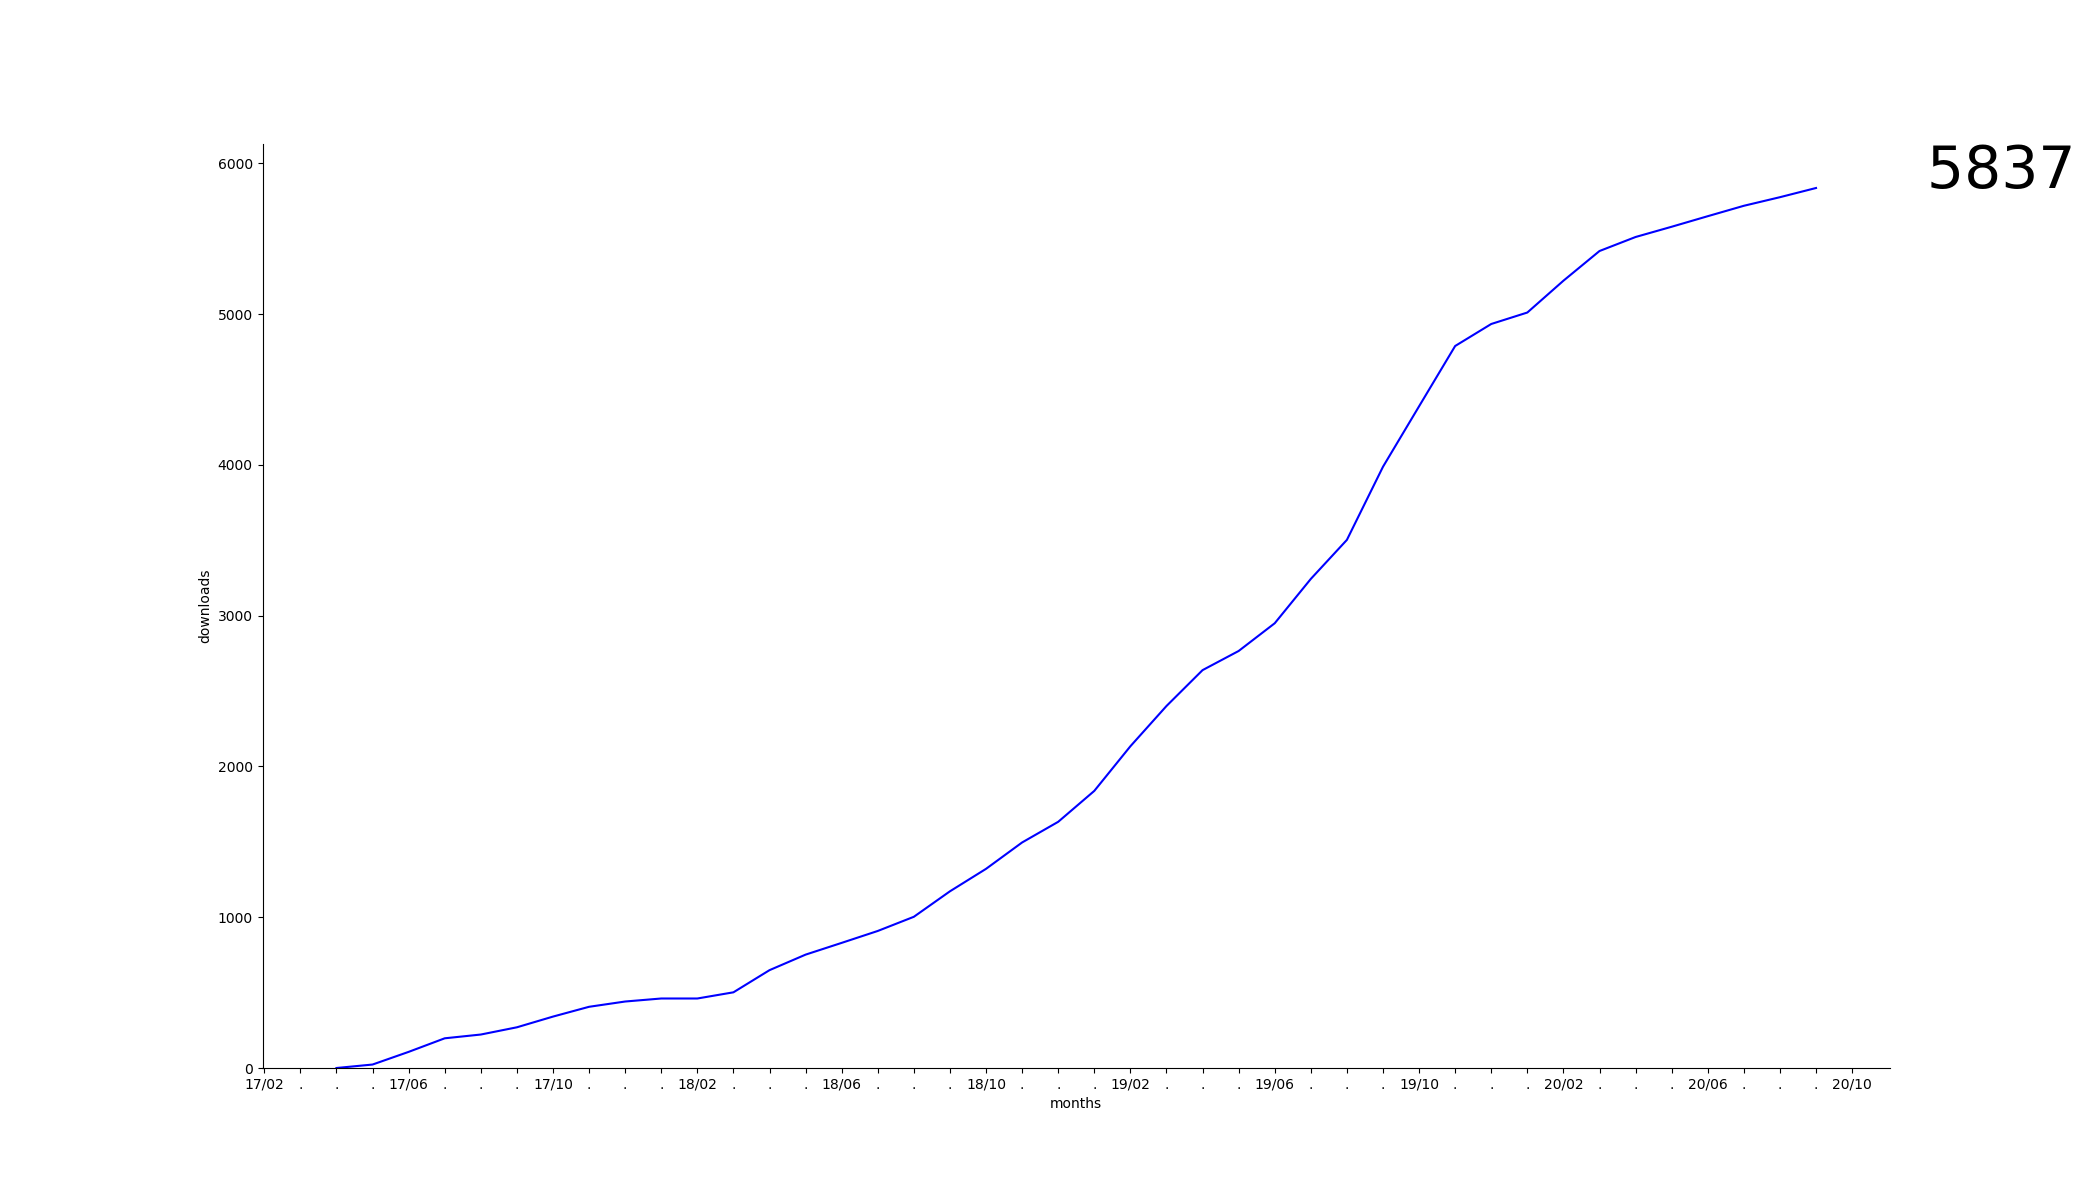 5837
6000
5000
4000
3000
2000
1000
0
downloads
17/02 . . . 17/06 . . . 17/10 . . . 18/02 . . . 18/06 . . . 18/10 . . . 19/02 . . . 19/06 . . . 19/10 . . . 20/02 . . . 20/06 . . . 20/10
months